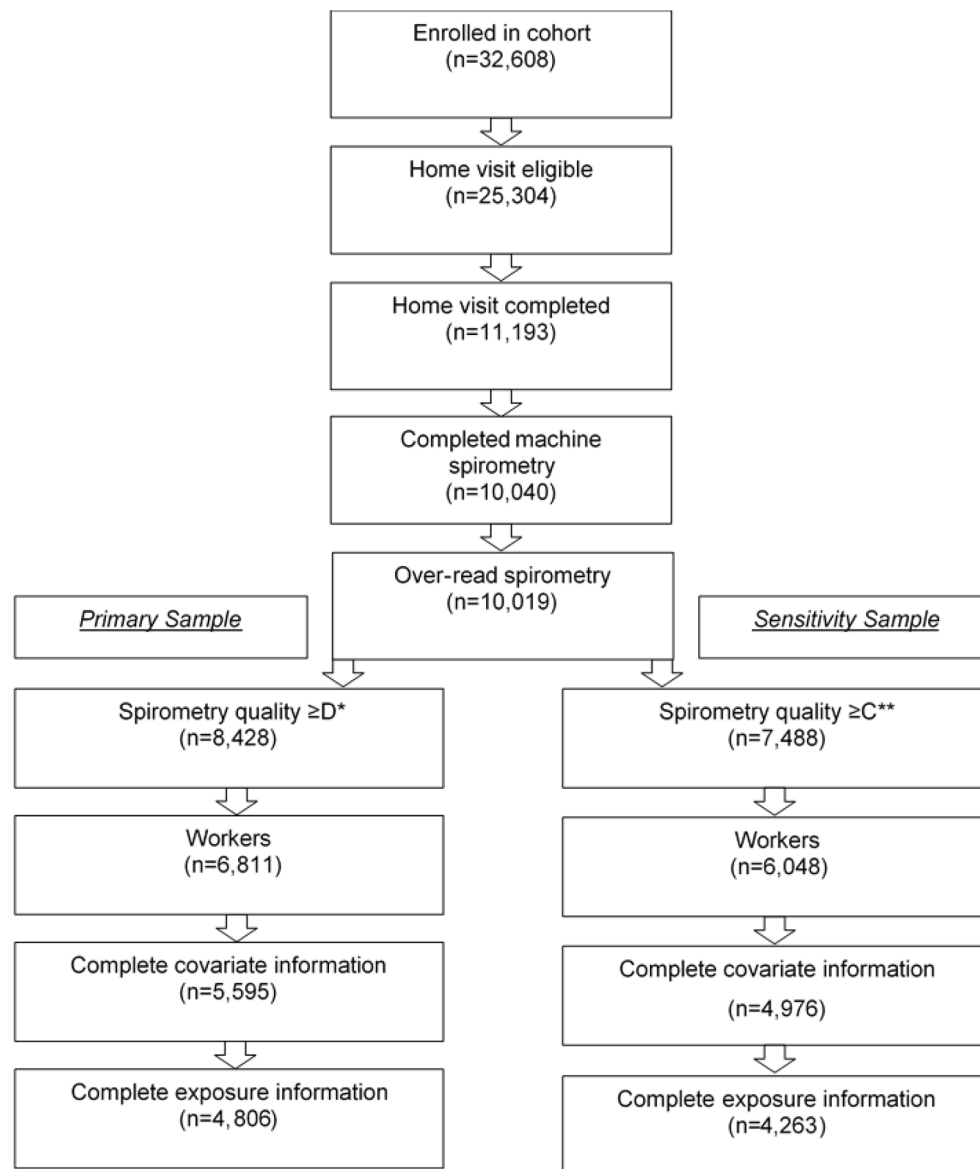 Enrolled in cohort
(n=32,608)
Home visit eligible
(n=25,304)
Home visit completed
(n=11,193)
Completed machine
spirometry
(n=10,040)
Over-read spirometry
(n=10,019)
Primary Sample
Sensitivity Sample
Spirometry quality ≥D*
(n=8,428)
Spirometry quality ≥C**
(n=7,488)
Workers
(n=6,811)
Workers
(n=6,048)
Complete covariate information
(n=5,595)
Complete covariate information
(n=4,976)
Complete exposure information
(n=4,806)
Complete exposure information
(n=4,263)